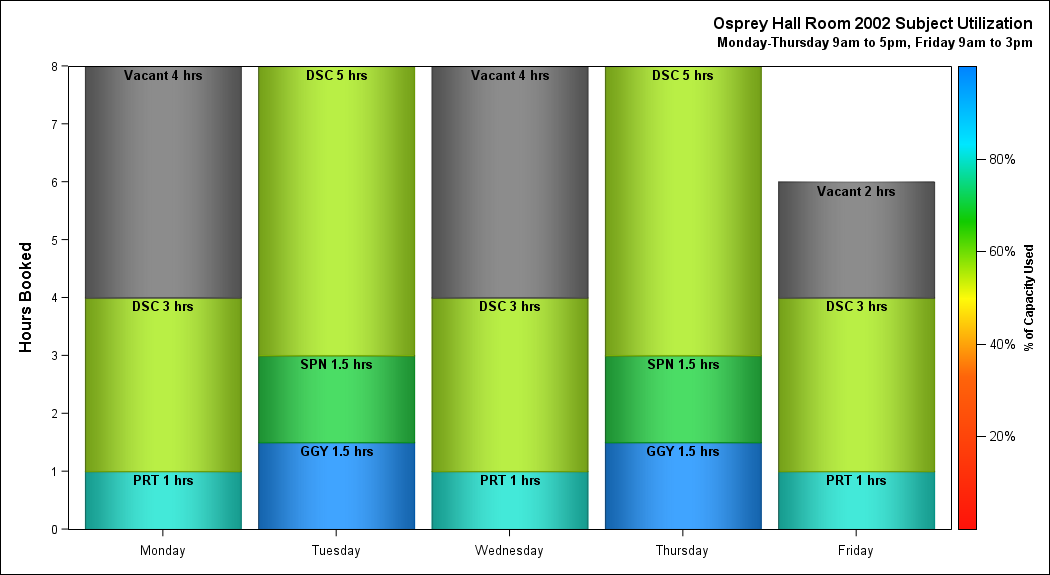 Osprey Hall Room 2002 Subject Utilization
Monday-Thursday 9am to 5pm, Friday 9am to 3pm
Hours Booked
8
7
6
5
4
3
2
1
0
Vacant 4 hrs
DSC 3 hrs
PRT 1 hrs
Monday
DSC 5 hrs
SPN 1.5 hrs
GGY 1.5 hrs
Tuesday
Vacant 4 hrs
DSC 3 hrs
PRT 1 hrs
Wednesday
DSC 5 hrs
SPN 1.5 hrs
GGY 1.5 hrs
Thursday
Vacant 2 hrs
DSC 3 hrs
PRT 1 hrs
Friday
80%
60%
40%
20%
% of Capacity Used